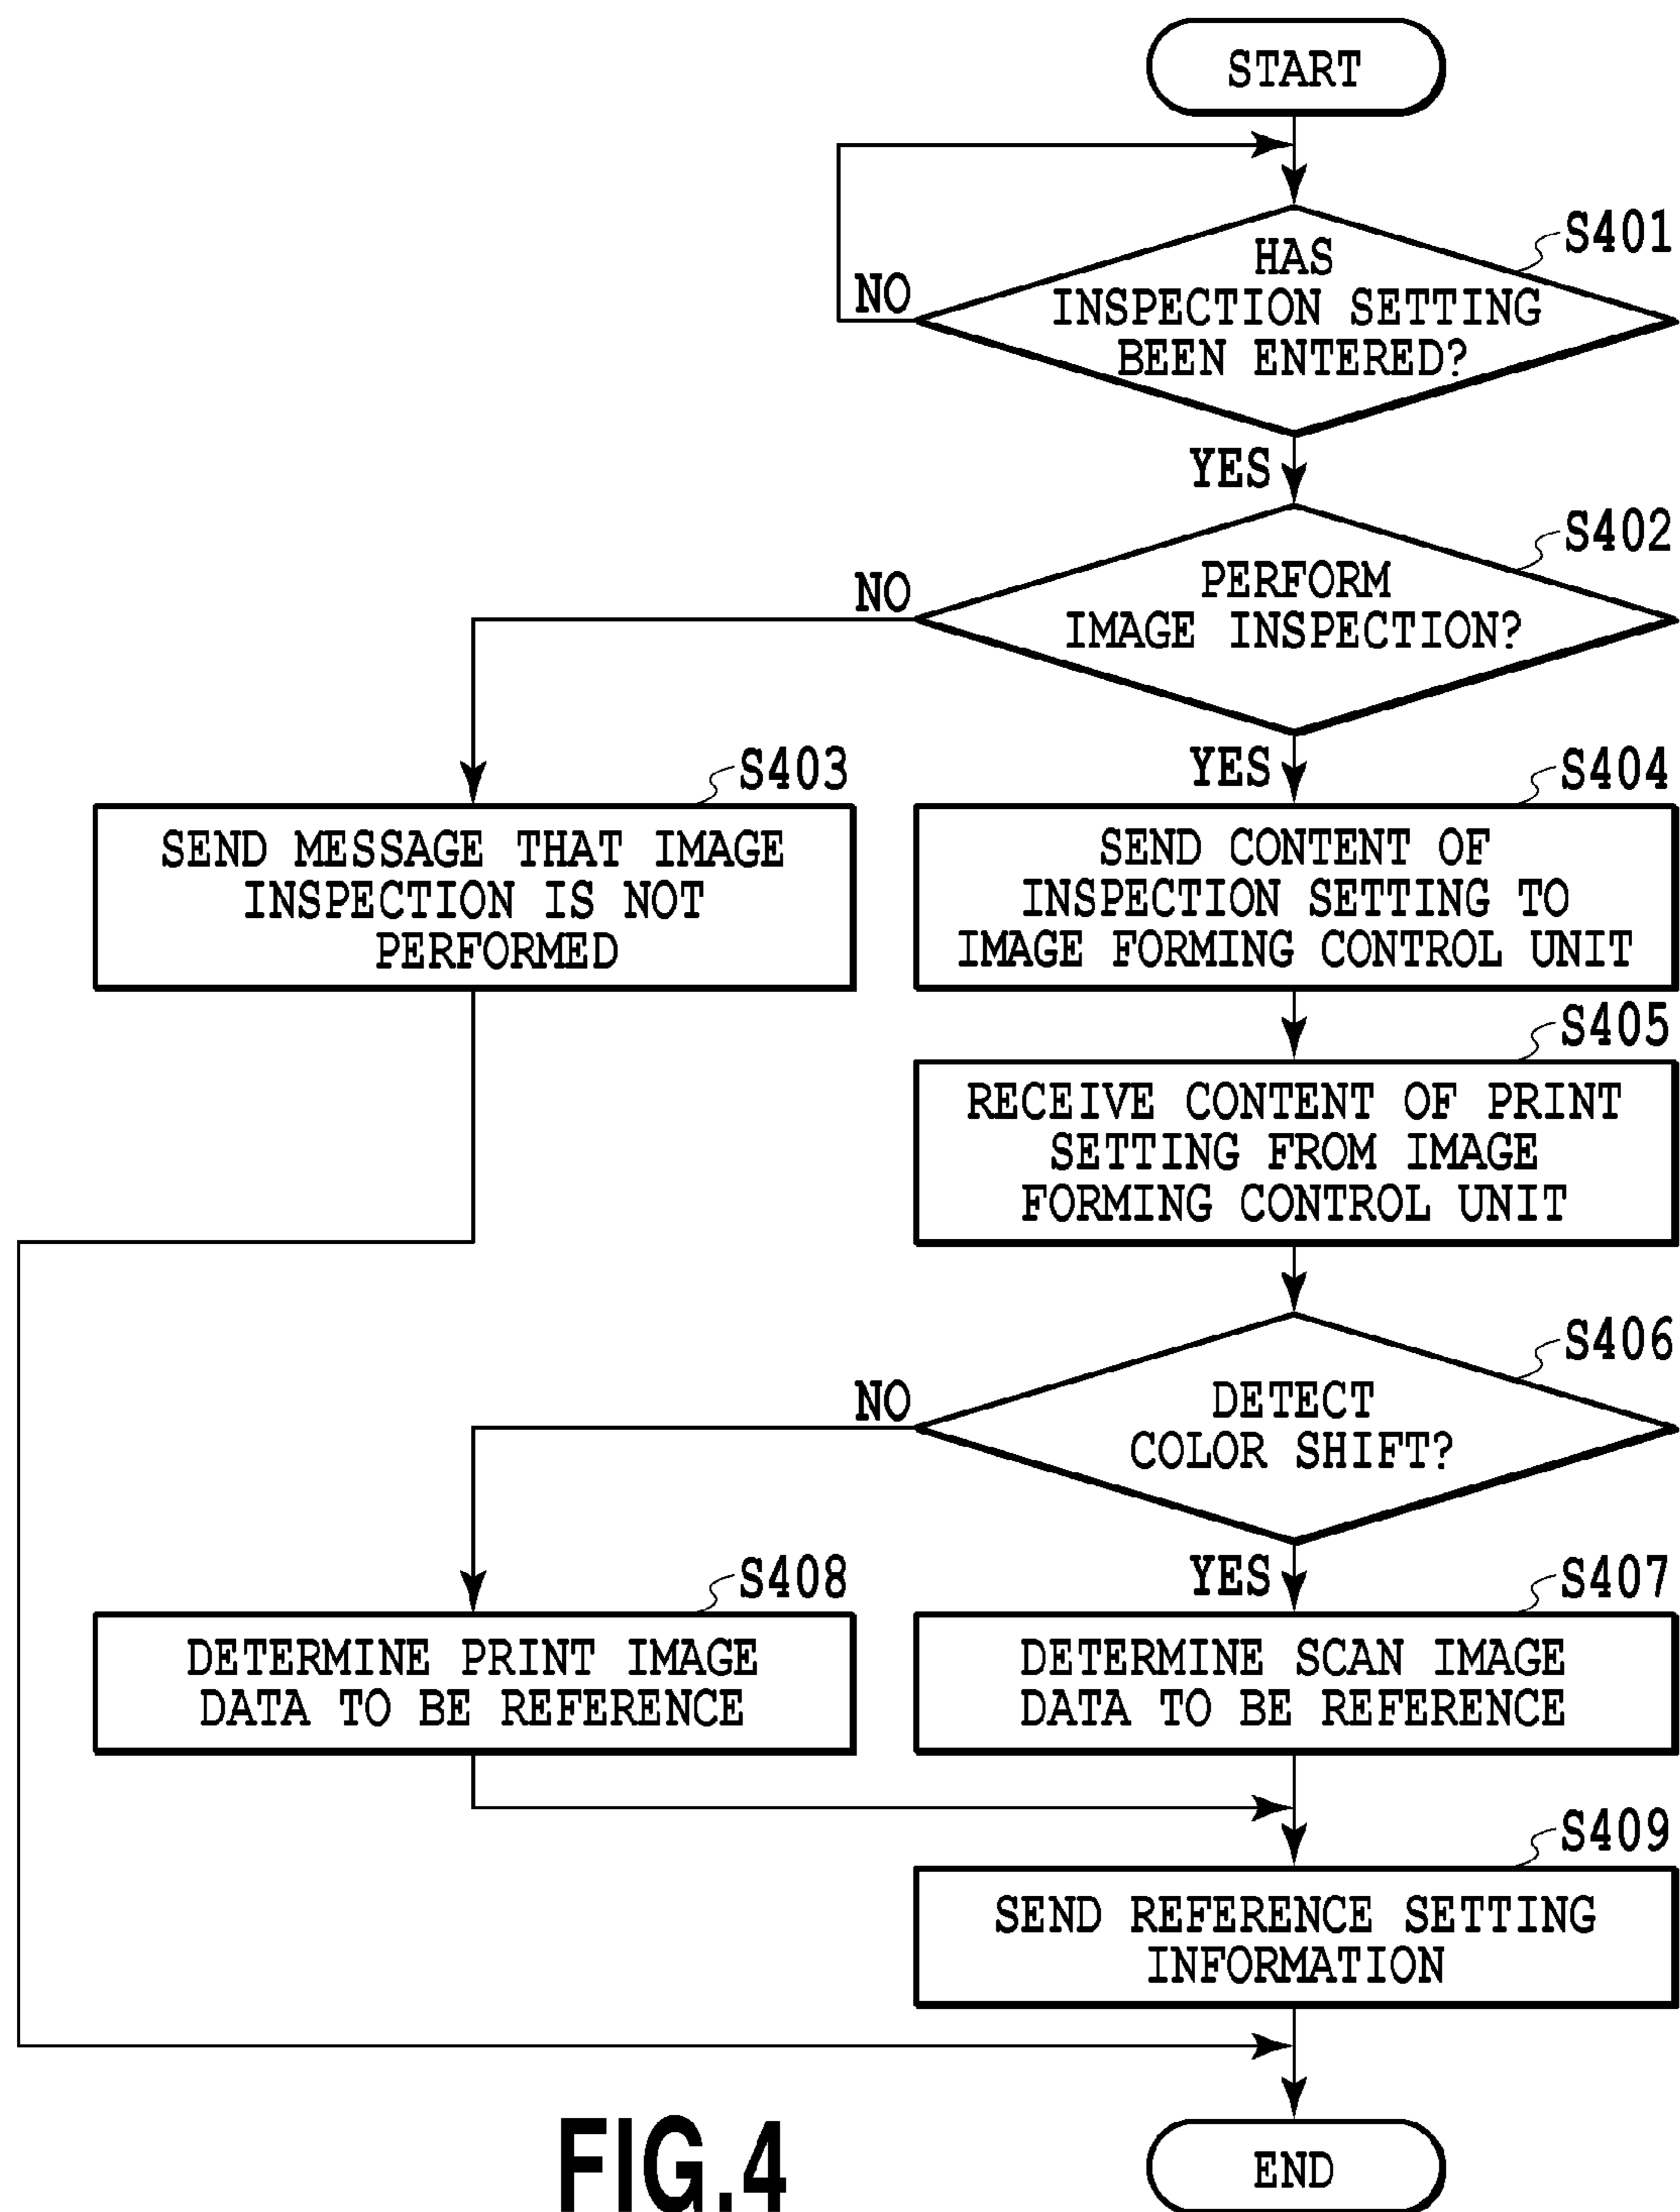 START
S401
HAS
INSPECTION SETTING
BEEN ENTERED?
NO
YES
S402
PERFORM
IMAGE INSPECTION?
NO
YES
S403
SEND MESSAGE THAT IMAGE
INSPECTION IS NOT
PERFORMED
S404
SEND CONTENT OF
INSPECTION SETTING TO
IMAGE FORMING CONTROL UNIT
S405
RECEIVE CONTENT OF PRINT
SETTING FROM IMAGE
FORMING CONTROL UNIT
S406
DETECT
COLOR SHIFT?
NO
YES
S408
DETERMINE PRINT IMAGE
DATA TO BE REFERENCE
S407
DETERMINE SCAN IMAGE
DATA TO BE REFERENCE
S409
SEND REFERENCE SETTING
INFORMATION
END
FIG.4